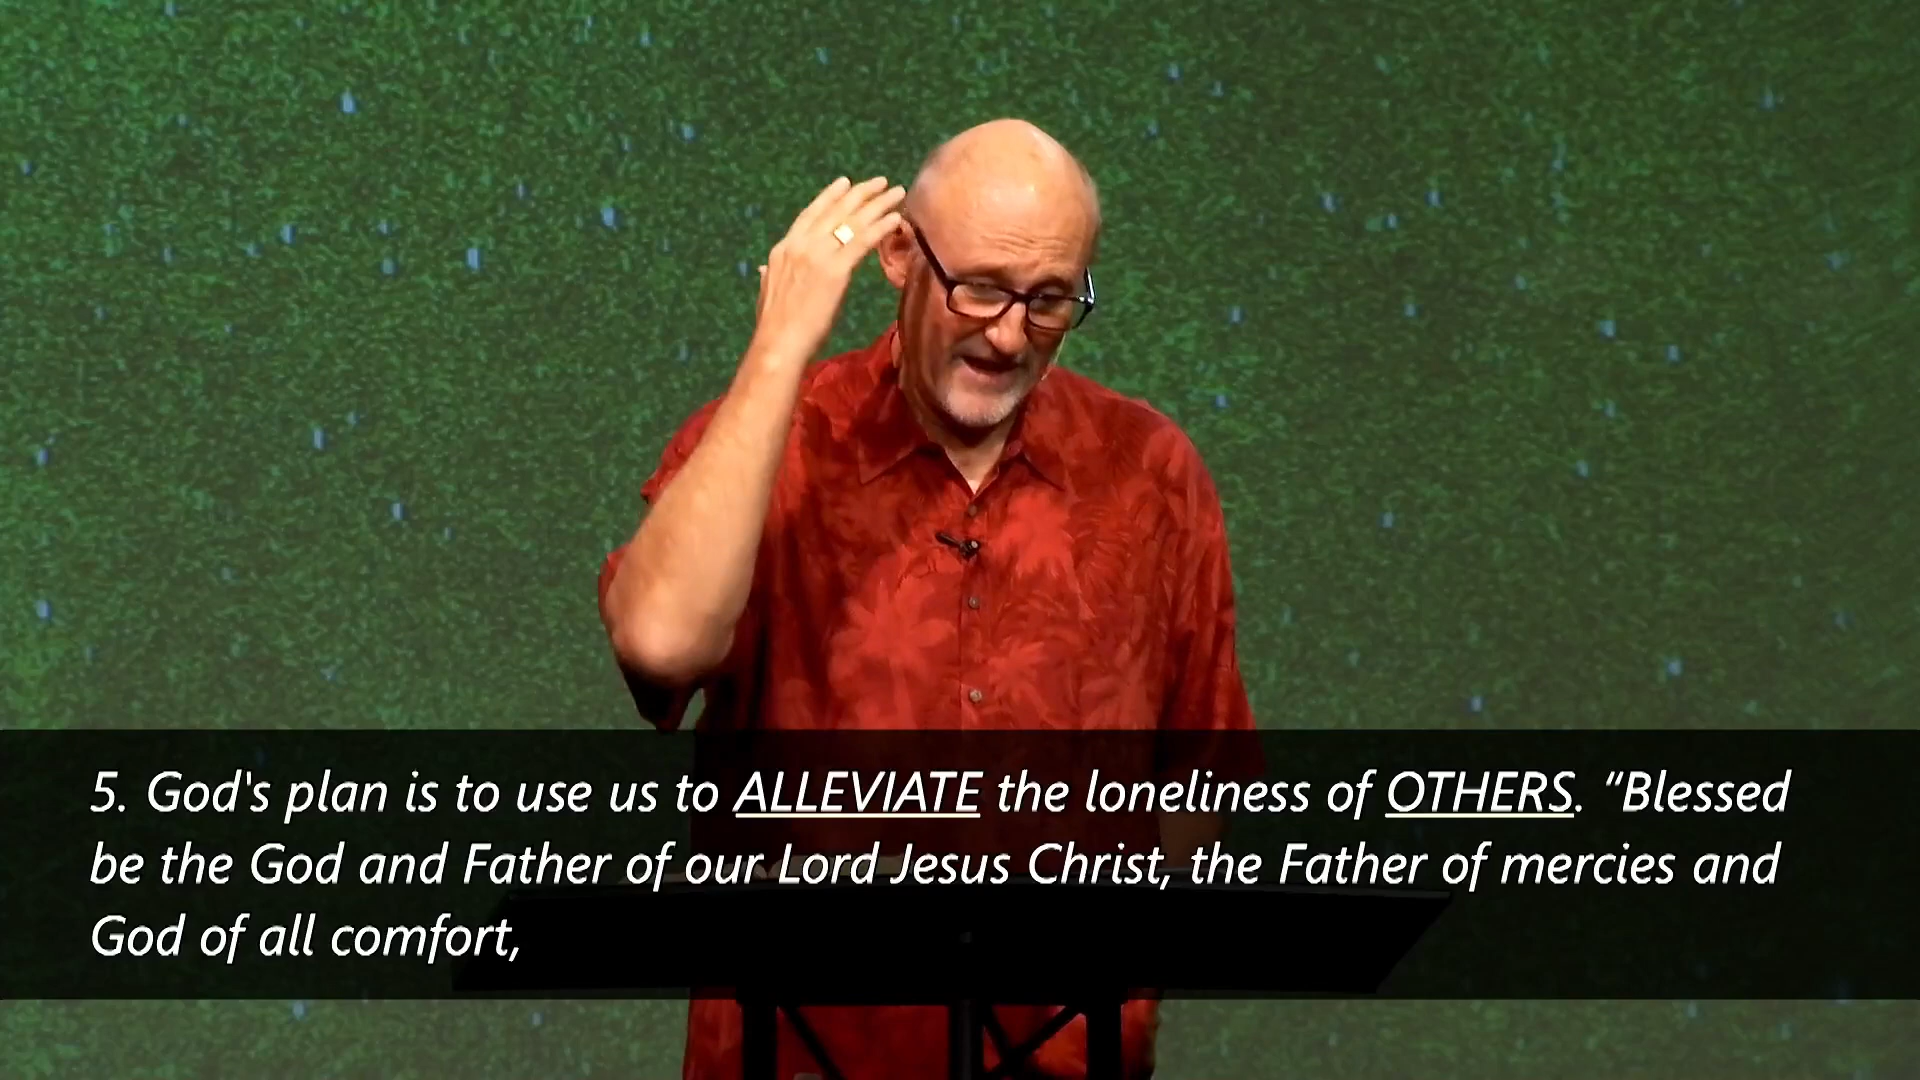 5. God's plan is to use us to ALLEVIATE the loneliness of OTHERS. “Blessed
be the God and Father of our Lord Jesus Christ, the Father of mercies and
God of all comfort,